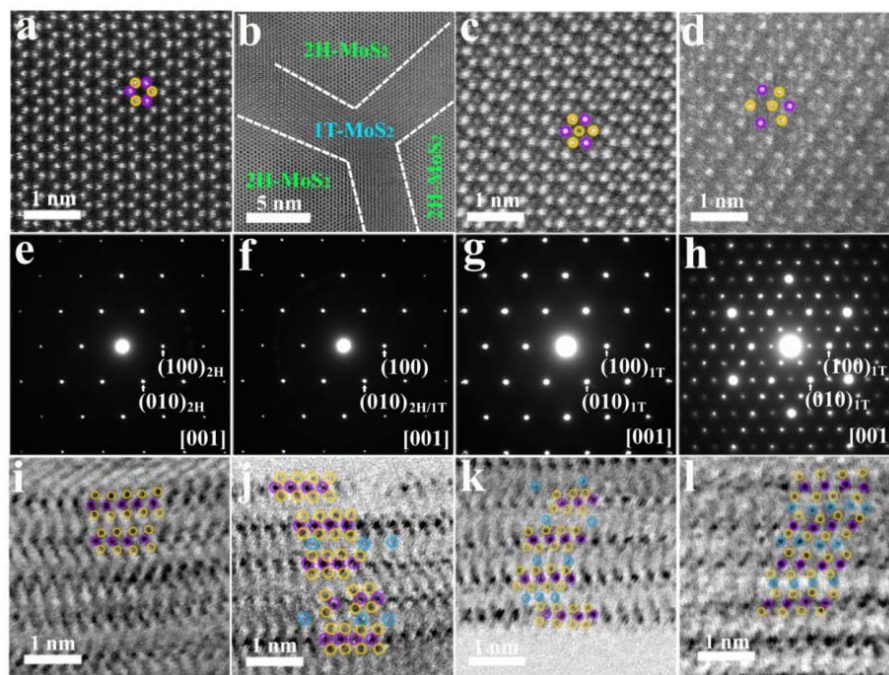 a
b
c
d
2H-MoS₂
1T-MoS₂
2H-MoS₂
2H-MoS₂
1 nm
5 nm
1 nm
1 nm
e
f
g
h
(100)2H
(100)
(100)1T
(100)1T
(010)2H
(010)2H/1T
(010)1T
(010)1T
[001]
[001]
[001]
[001]
i
j
k
l
1 nm
1 nm
1 nm
1 nm